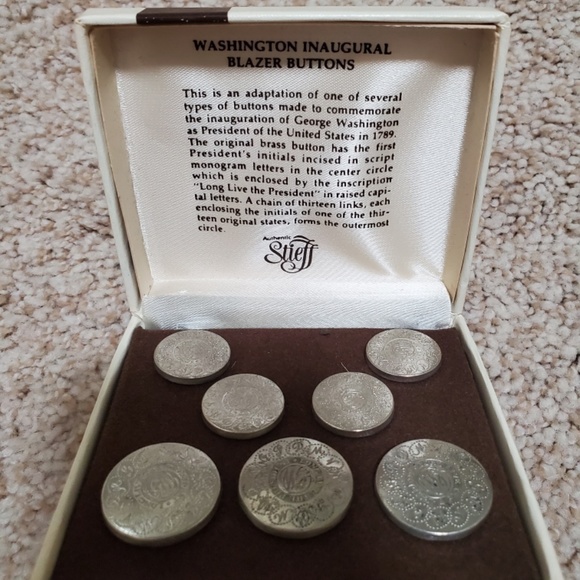 WASHINGTON INAUGURAL
BLAZER BUTTONS
This is an adaptation of one of several
types of buttons made to commemorate
the inauguration of George Washington
as President of the United States in 1789.
The original brass button has the first
President's initials incised in script
monogram letters in the center circle
which is enclosed by the inscription
"Long Live the President" in raised capi-
tal letters. A chain of thirteen links, each
enclosing the initials of one of the thir-
teen original states, forms the outermost
circle.
Authentic
Stieff